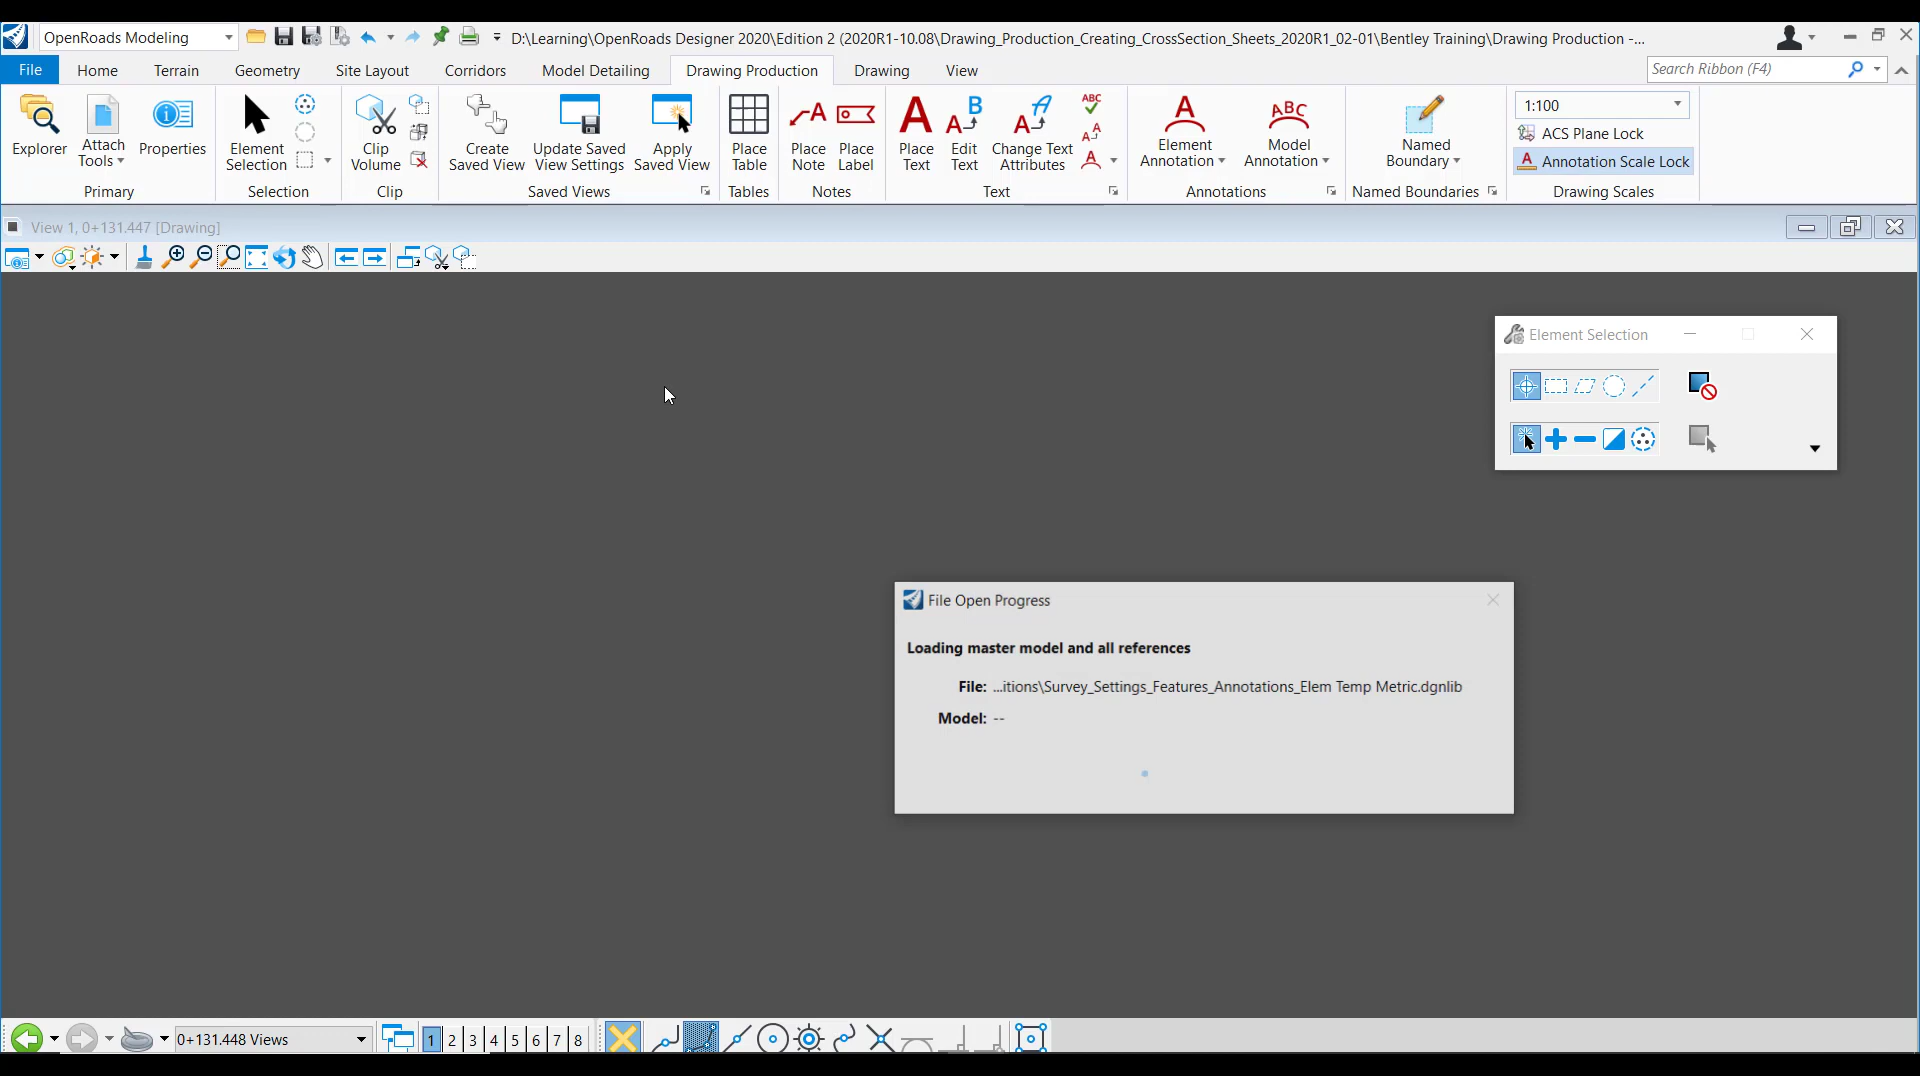 OpenRoads Modeling
D:\Learning\OpenRoads Designer 2020\Edition 2 (2020R1-10.08\Drawing_Production_Creating_CrossSection_Sheets_2020R1_02-01\Bentley Training\Drawing Production -...
File Home Terrain Geometry Site Layout Corridors Model Detailing Drawing Production Drawing View
Search Ribbon (F4)
Explorer
Attach Tools
Properties
Primary
Element Selection
Selection
Clip Volume
Clip
Create Saved View
Update Saved View Settings
Apply Saved View
Saved Views
Place Table
Tables
Place Note
Place Label
Notes
Place Text
Edit Text
Change Text Attributes
Text
Element Annotation
Model Annotation
Annotations
Named Boundary
Named Boundaries
1:100
ACS Plane Lock
Annotation Scale Lock
Drawing Scales
View 1, 0+131.447 [Drawing]
Element Selection
File Open Progress
Loading master model and all references
File: ...itions\Survey_Settings_Features_Annotations_Elem Temp Metric.dgnlib
Model: --
0+131.448 Views
1 2 3 4 5 6 7 8